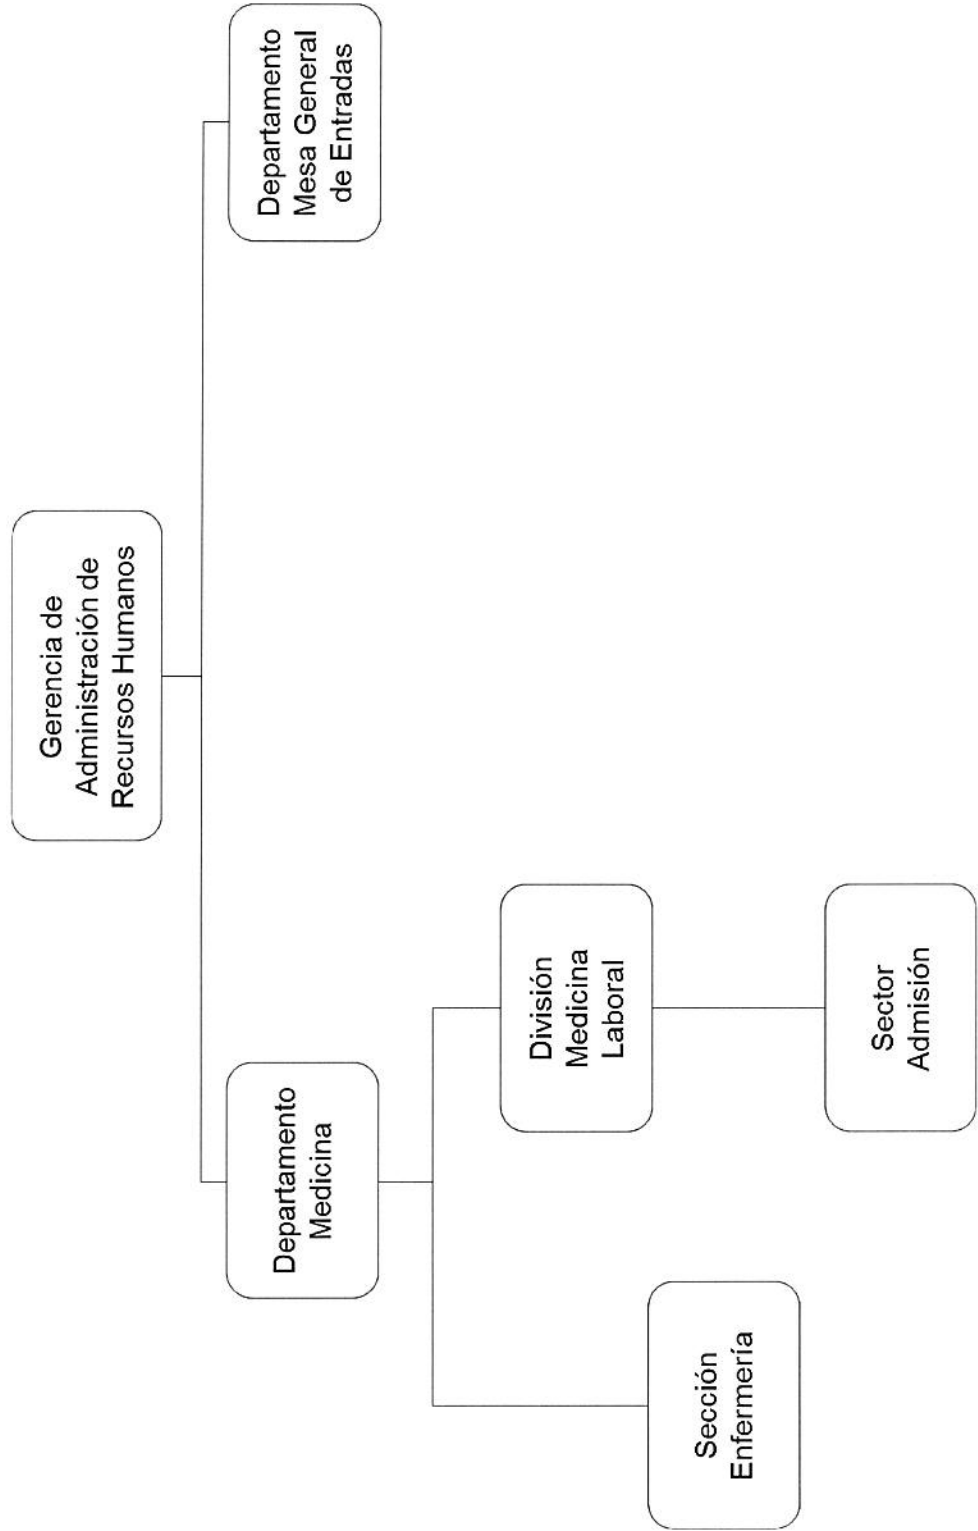 Gerencia de
Administración de
Recursos Humanos
Departamento
Medicina
Departamento
Mesa General
de Entradas
División
Medicina
Laboral
Sección
Enfermería
Sector
Admisión